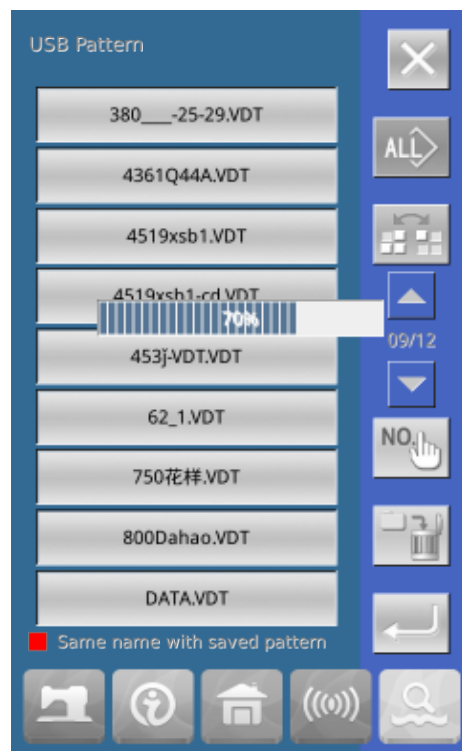 USB Pattern
380___-25-29.VDT
ALL
4361Q44A.VDT
4519xsb1.VDT
4519xsb1-cd.VDT
70%
09/12
453j-VDT.VDT
62_1.VDT
NO.
750花样.VDT
800Dahao.VDT
DATA.VDT
Same name with saved pattern